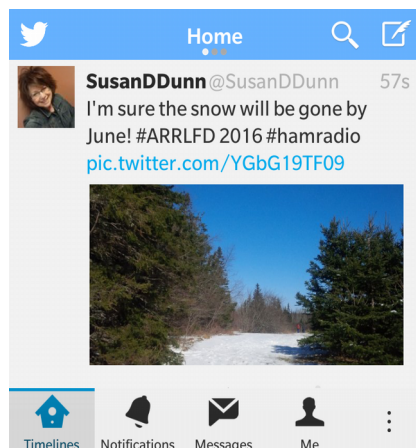 Home
SusanDDunn @SusanDDunn 57s
I'm sure the snow will be gone by
June! #ARRLFD 2016 #hamradio
pic.twitter.com/YGbG19TF09
Timelines Notifications Messages Me